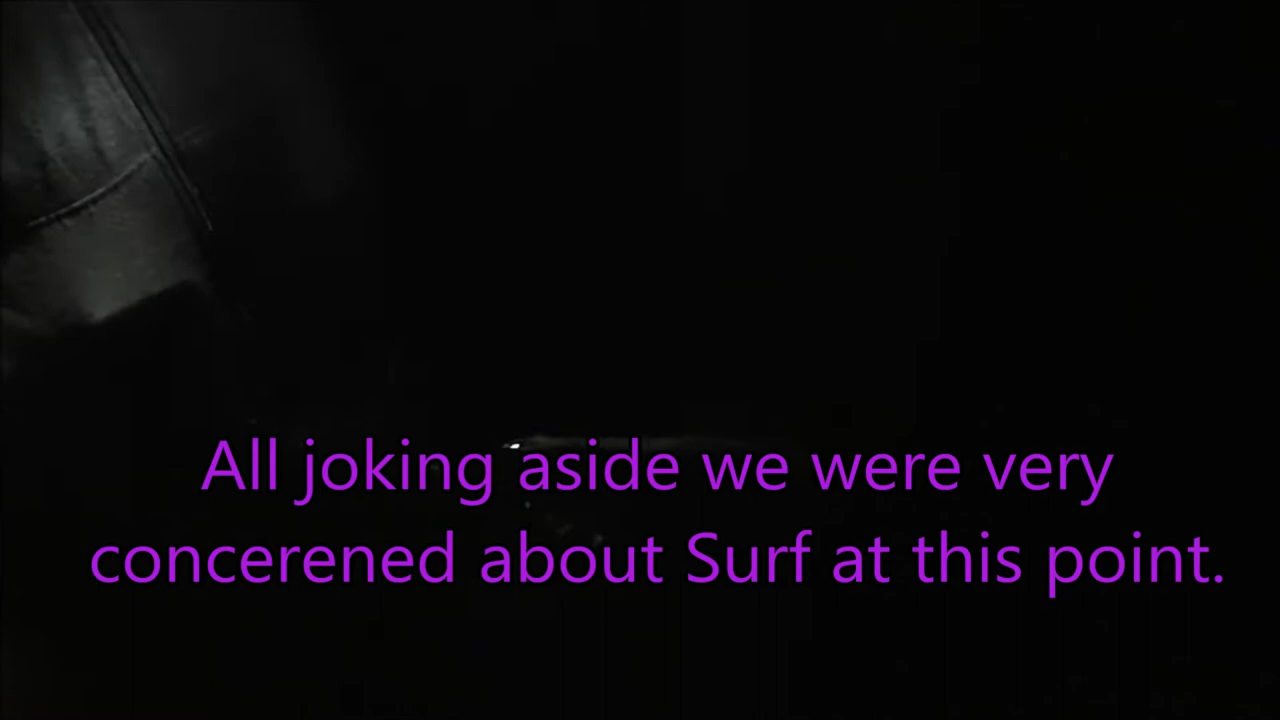 All joking aside we were very
concerened about Surf at this point.